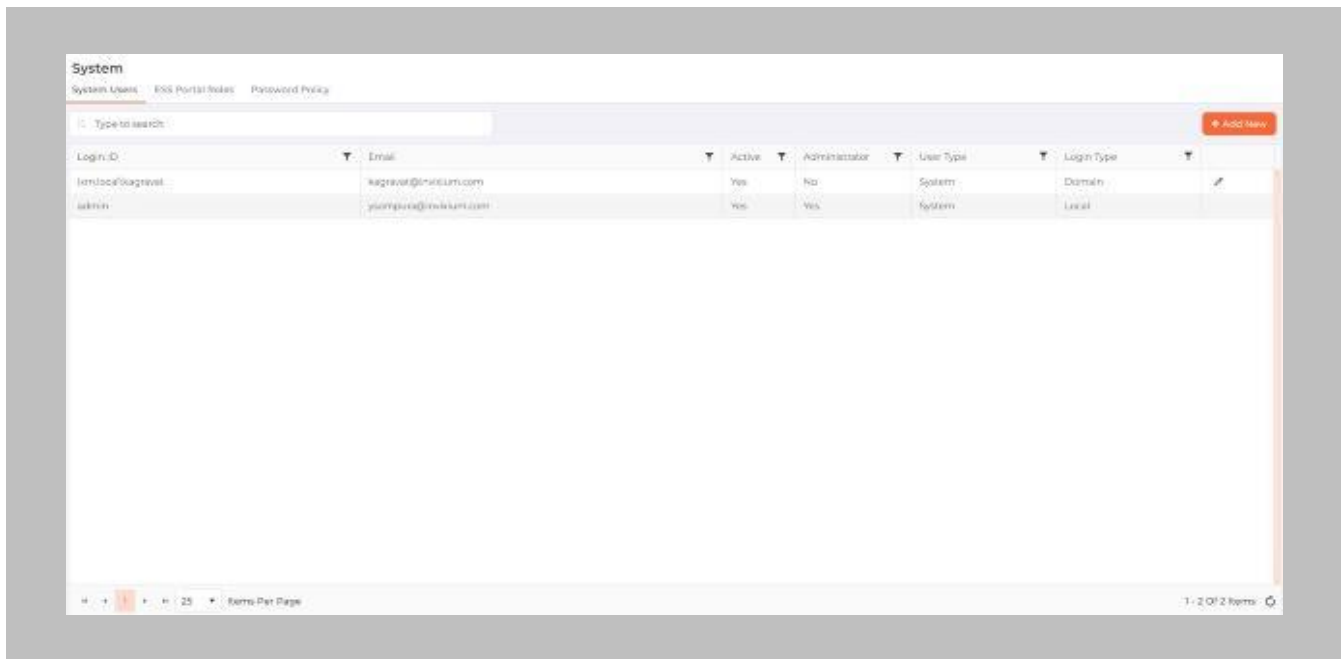 System
System Users ESS Portal Roles Password Policy
Type to search
+ Add New
Login ID Email Active Administrator User Type Login Type
Yes No System Domain
admin Yes Yes System Local
1 25 Items Per Page
1 - 2 Of 2 Items